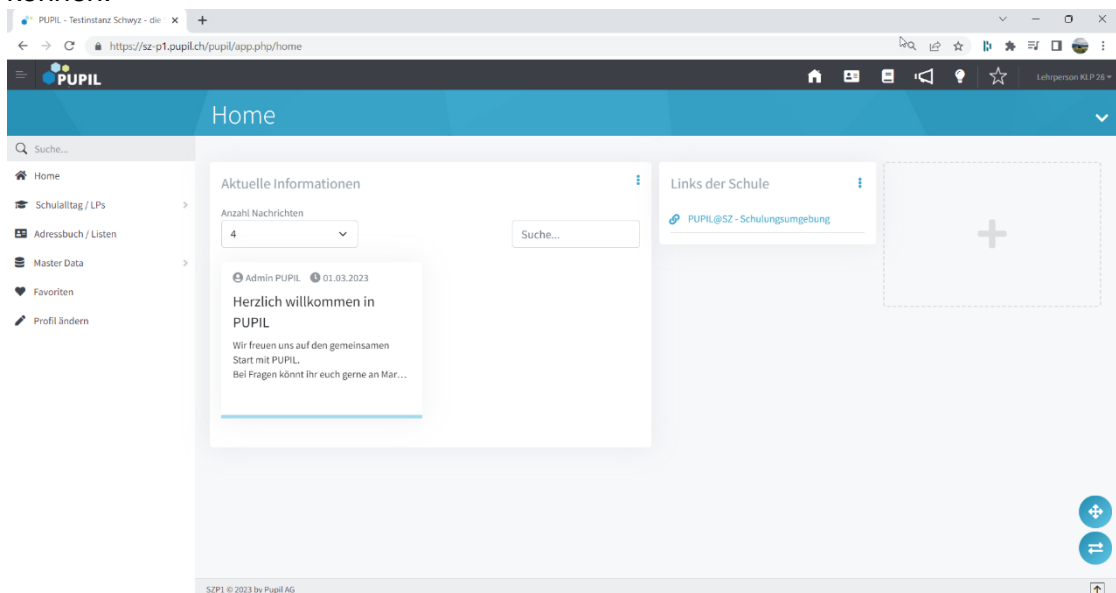 können.
PUPIL - Testinstanz Schwyz - die
https://sz-p1.pupil.ch/pupil/app.php/home
PUPIL
Lehrperson KLP 26
Home
Suche...
Home
Schulalltag / LPs
Adressbuch / Listen
Master Data
Favoriten
Profil ändern
Aktuelle Informationen
Anzahl Nachrichten
4
Suche...
Admin PUPIL 01.03.2023
Herzlich willkommen in
PUPIL
Wir freuen uns auf den gemeinsamen
Start mit PUPIL.
Bei Fragen könnt ihr euch gerne an Mar...
Links der Schule
PUPIL@SZ - Schulungsumgebung
SZP1 © 2023 by Pupil AG